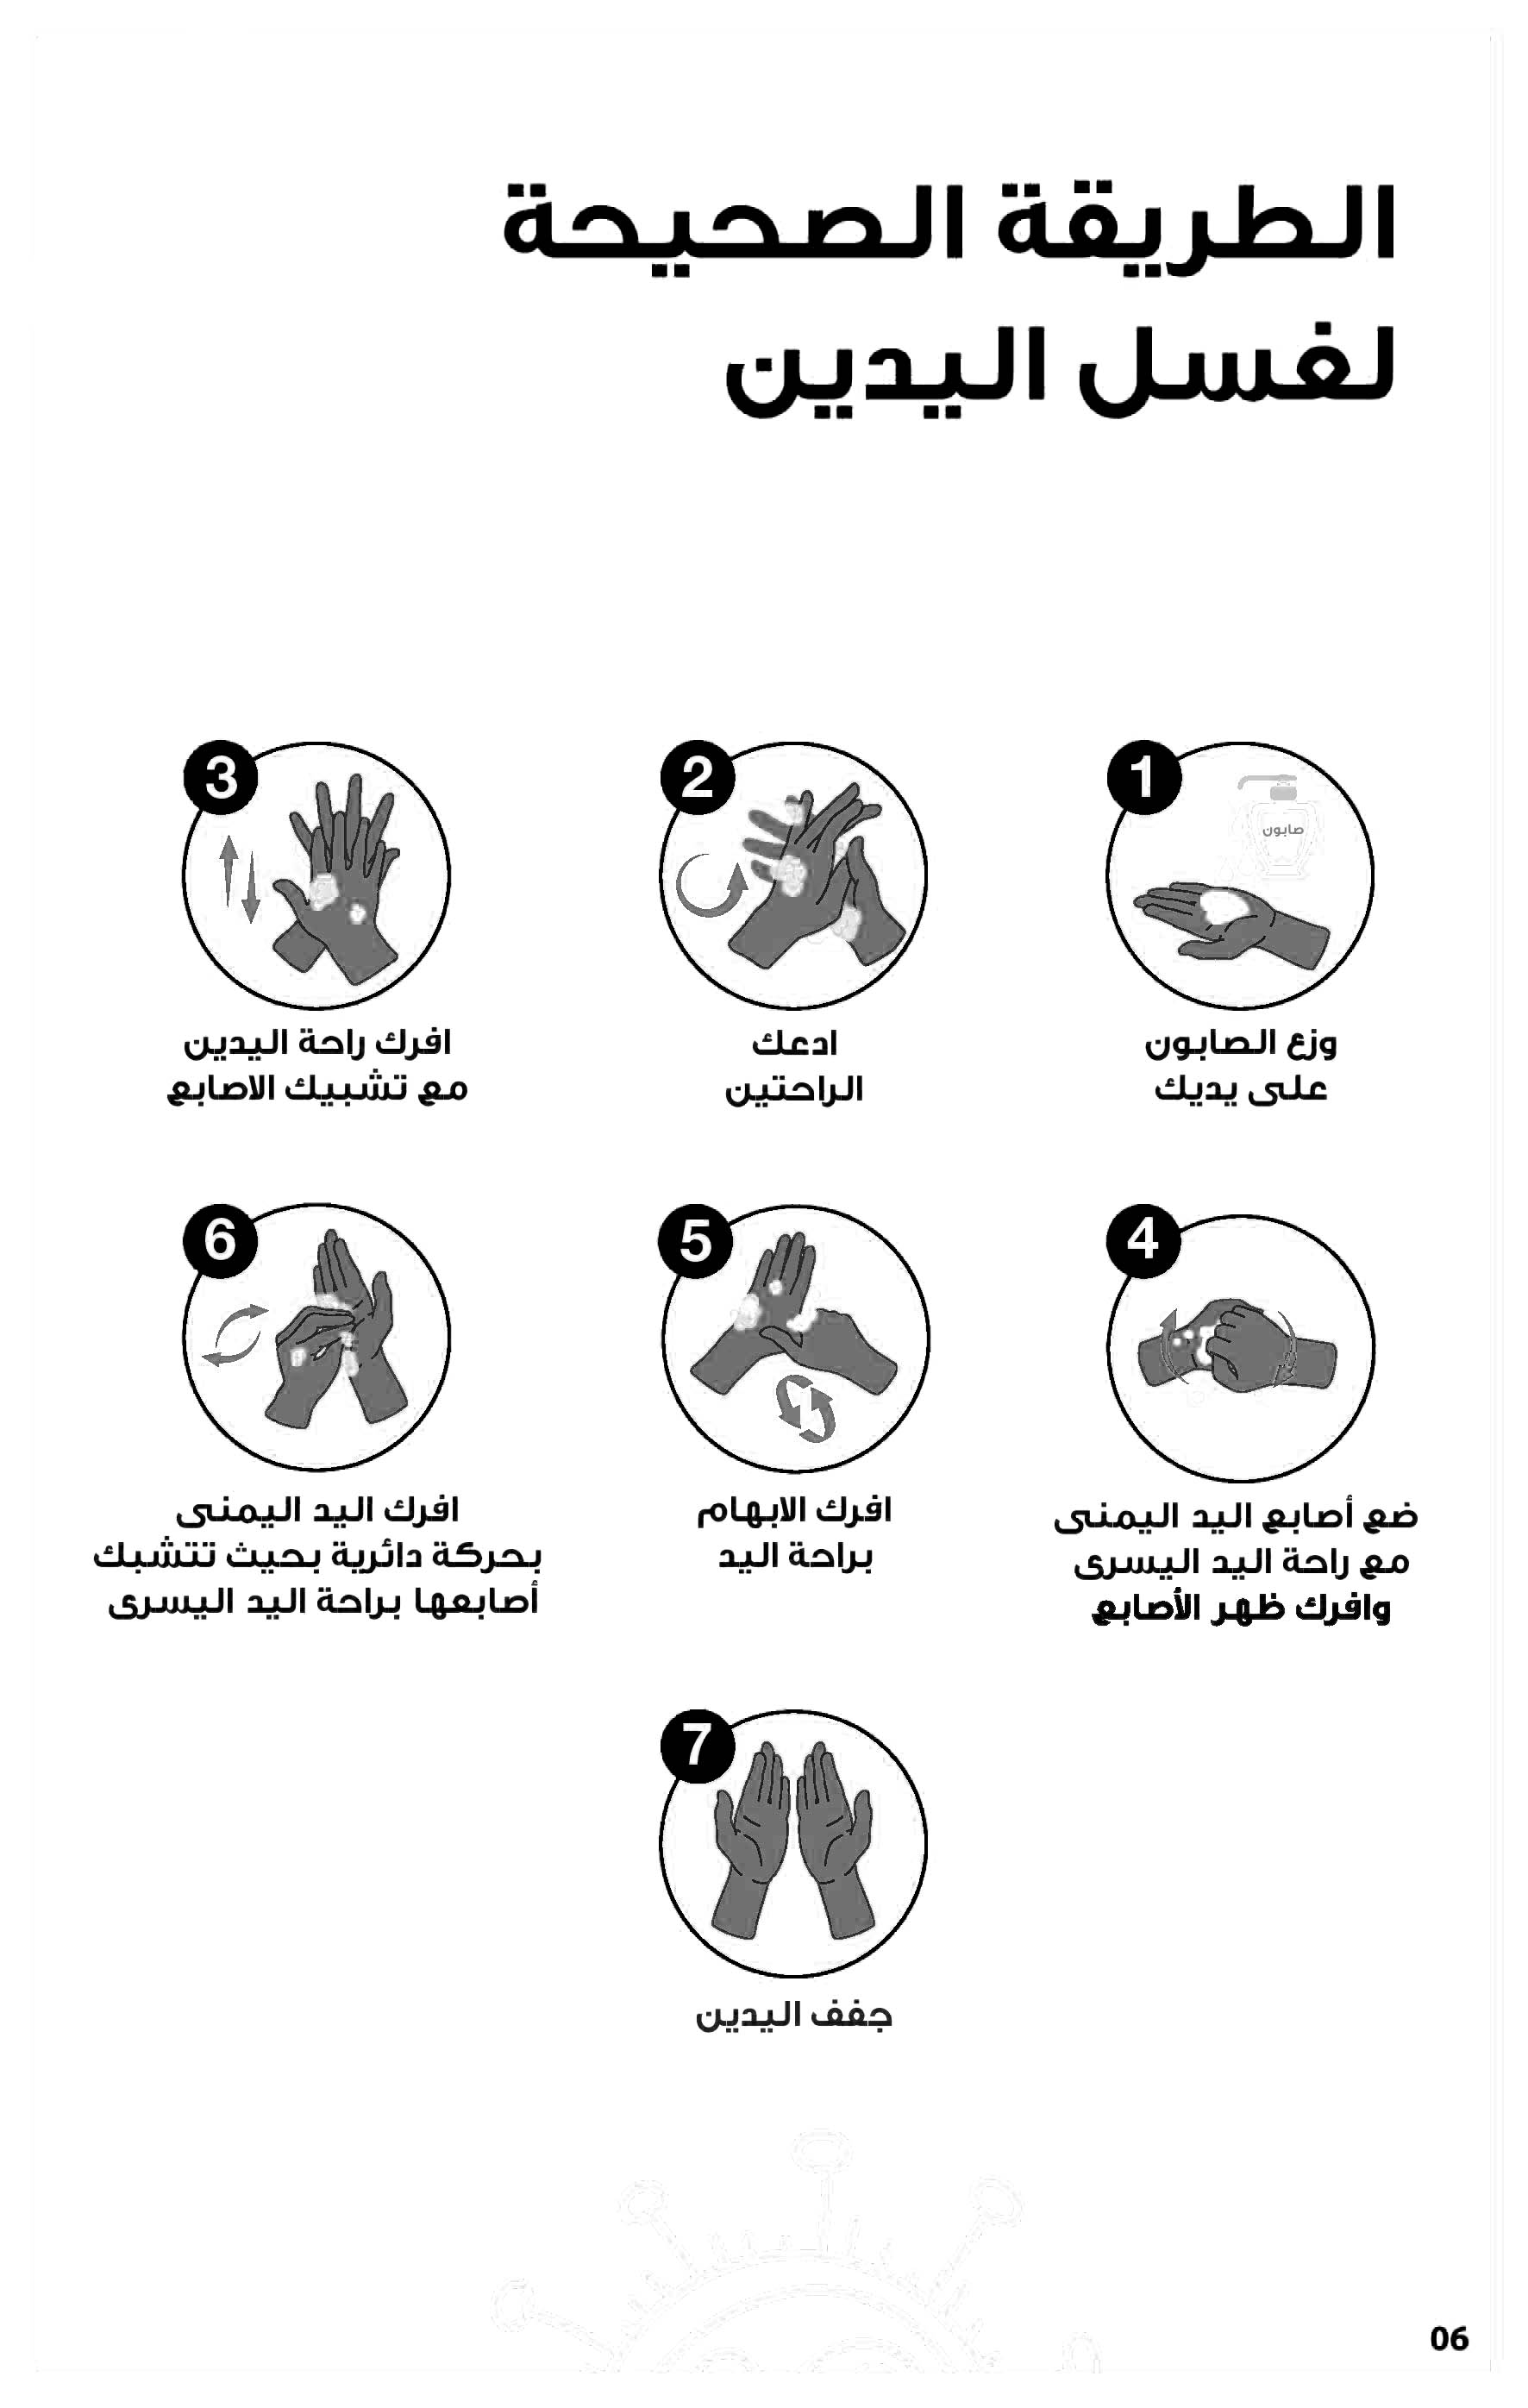 الطريقة الصحيحة
لغسل اليدين
1
صابون
وزع الصابون
على يديك
2
ادعك
الراحتين
3
افرك راحة اليدين
مع تشبيك الاصابع
4
ضع أصابع اليد اليمنى
مع راحة اليد اليسرى
وافرك ظهر الأصابع
5
افرك الابهام
براحة اليد
6
افرك اليد اليمنى
بحركة دائرية بحيث تتشبك
أصابعها براحة اليد اليسرى
7
جفف اليدين
06